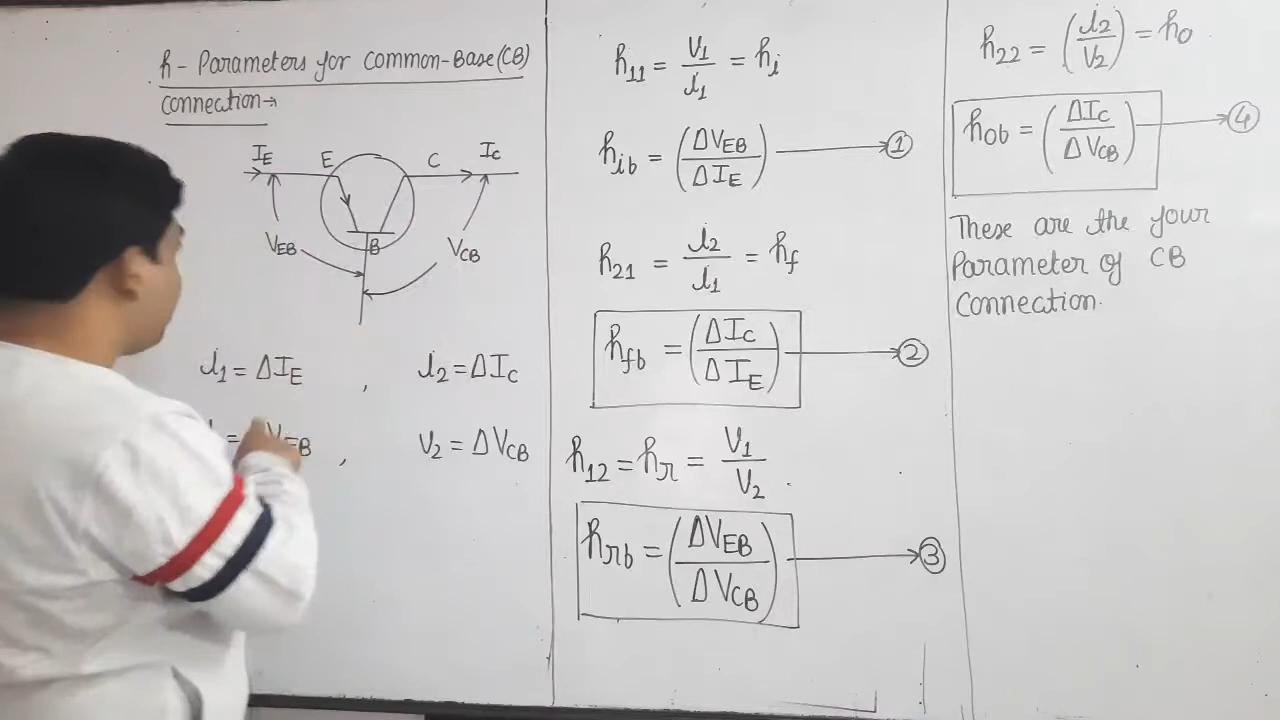 h - Parameters for Common-Base (CB)
Connection→
IE E C IC
VEB B VCB
i1 = ΔIE , i2 = ΔIC
= VEB , V2 = ΔVCB
h11 = V1/i1 = hi
hib = (ΔVEB/ΔIE) → ①
h21 = i2/i1 = hf
hfb = (ΔIC/ΔIE) → ②
h12 = hr = V1/V2 .
hrb = (ΔVEB/ΔVCB) → ③
h22 = (i2/V2) = ho
hob = (ΔIC/ΔVCB) → ④
These are the four
Parameter of CB
Connection.